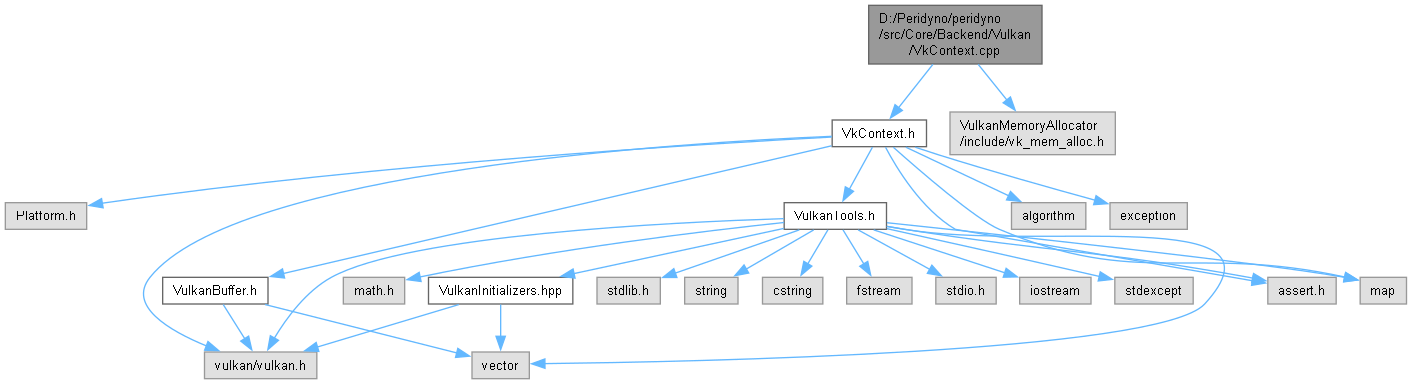 D:/Peridyno/peridyno
/src/Core/Backend/Vulkan
/VkContext.cpp
VkContext.h
VulkanMemoryAllocator
/include/vk_mem_alloc.h
Platform.h
VulkanTools.h
algorithm
exception
VulkanBuffer.h
math.h
VulkanInitializers.hpp
stdlib.h
string
cstring
fstream
stdio.h
iostream
stdexcept
assert.h
map
vulkan/vulkan.h
vector